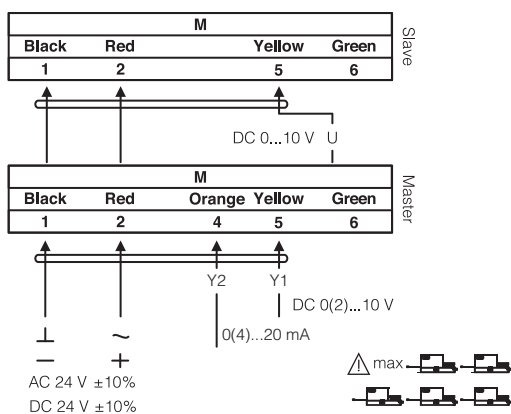 M
Black Red Yellow Green
1 2 5 6
Slave
DC 0...10 V U
M
Black Red Orange Yellow Green
1 2 4 5 6
Master
Y2 Y1
DC 0(2)...10 V
0(4)...20 mA
⊥ ~
− +
AC 24 V ±10%
DC 24 V ±10%
max